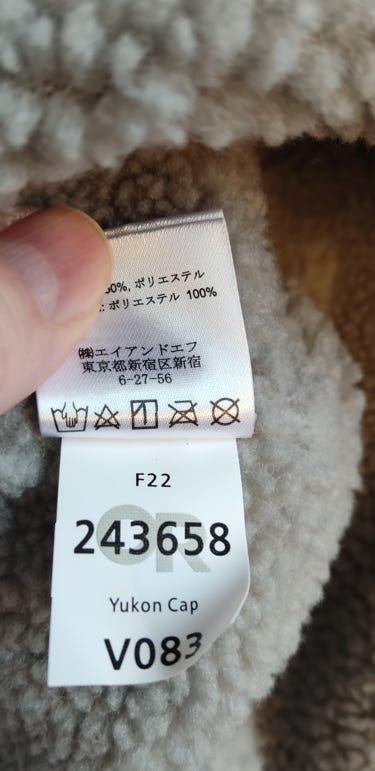 0%, ポリエステル
: ポリエステル 100%
㈱エイアンドエフ
東京都新宿区新宿
6-27-56
F22
OR
243658
Yukon Cap
V083